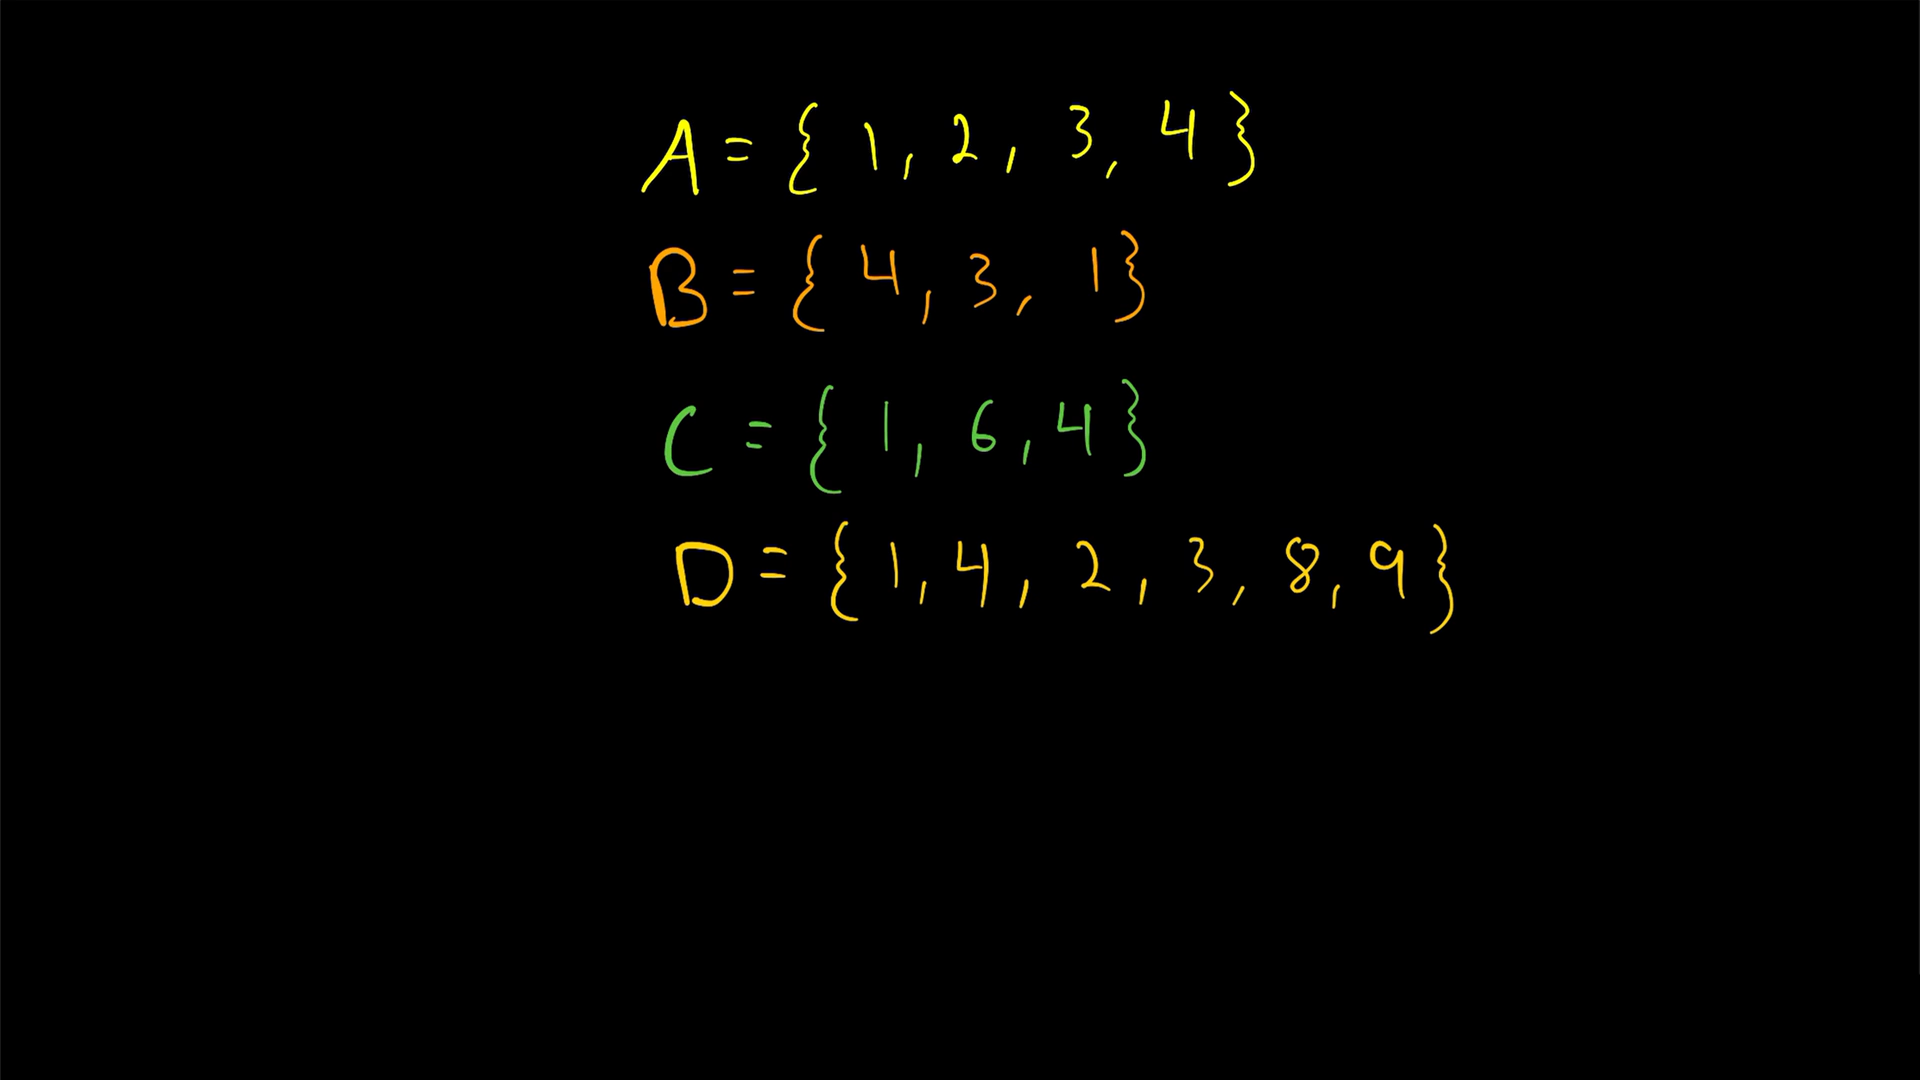 A = { 1, 2, 3, 4 }
B = { 4, 3, 1 }
C = { 1, 6, 4 }
D = { 1, 4, 2, 3, 8, 9 }